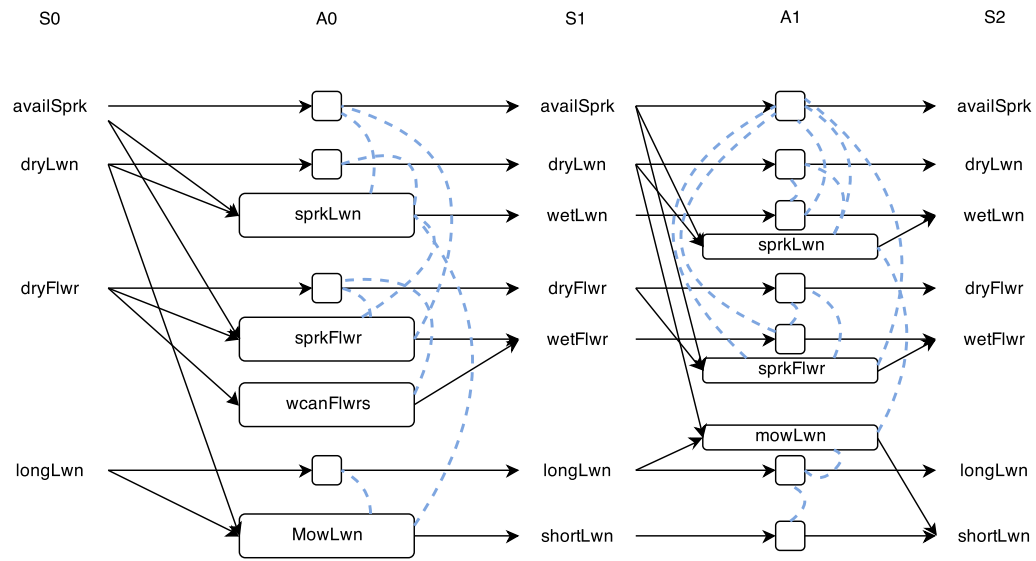 S0 A0 S1 A1 S2
availSprk availSprk availSprk
dryLwn dryLwn dryLwn
sprkLwn wetLwn wetLwn
sprkLwn
dryFlwr dryFlwr dryFlwr
sprkFlwr wetFlwr wetFlwr
sprkFlwr
wcanFlwrs
mowLwn
longLwn longLwn longLwn
MowLwn shortLwn shortLwn